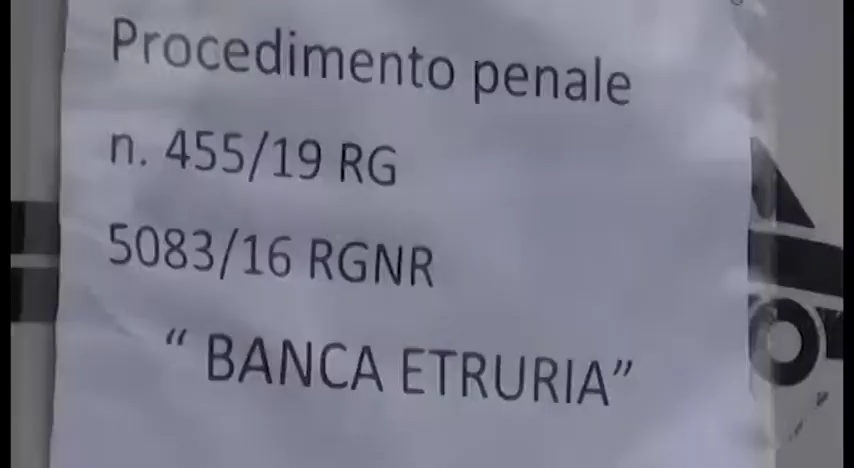 Procedimento penale
n. 455/19 RG
5083/16 RGNR
“ BANCA ETRURIA”